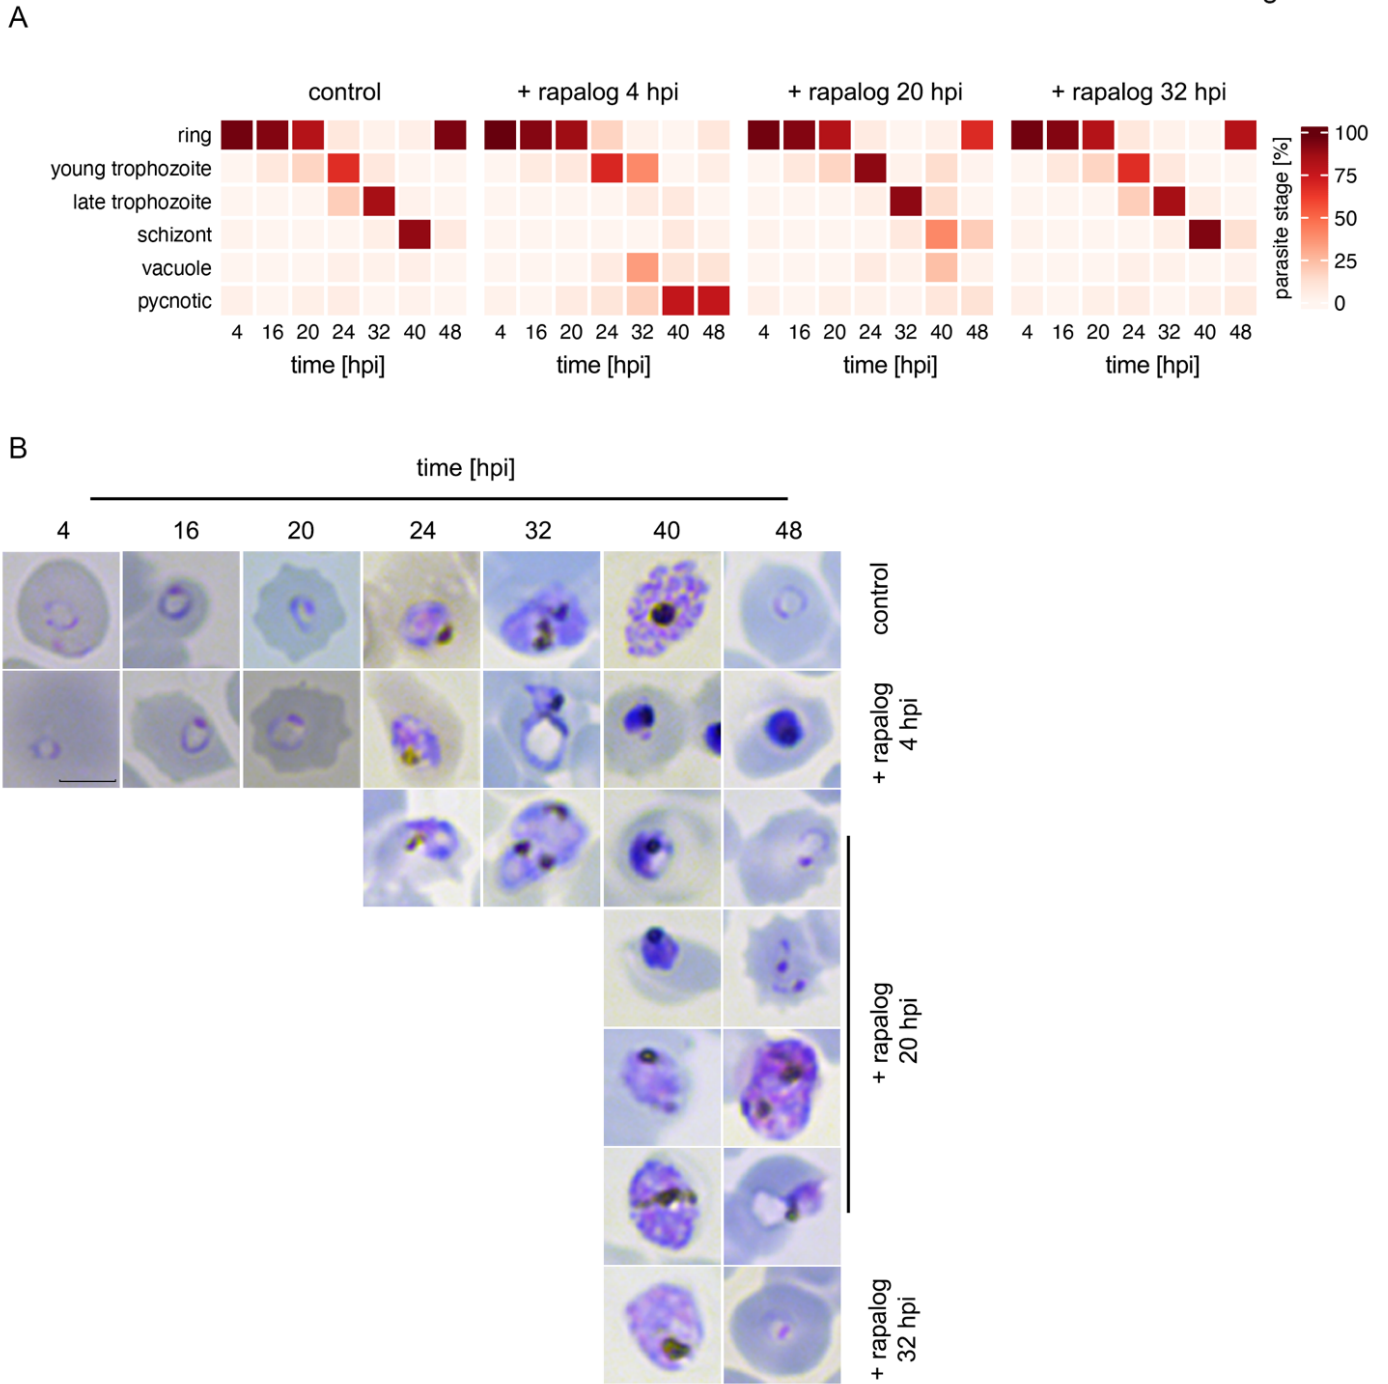 A
control
+ rapalog 4 hpi
+ rapalog 20 hpi
+ rapalog 32 hpi
ring
young trophozoite
late trophozoite
schizont
vacuole
pycnotic
4 16 20 24 32 40 48
4 16 20 24 32 40 48
4 16 20 24 32 40 48
4 16 20 24 32 40 48
time [hpi]
time [hpi]
time [hpi]
time [hpi]
parasite stage [%]
100
75
50
25
0
B
time [hpi]
4 16 20 24 32 40 48
control
+ rapalog
4 hpi
+ rapalog
20 hpi
+ rapalog
32 hpi